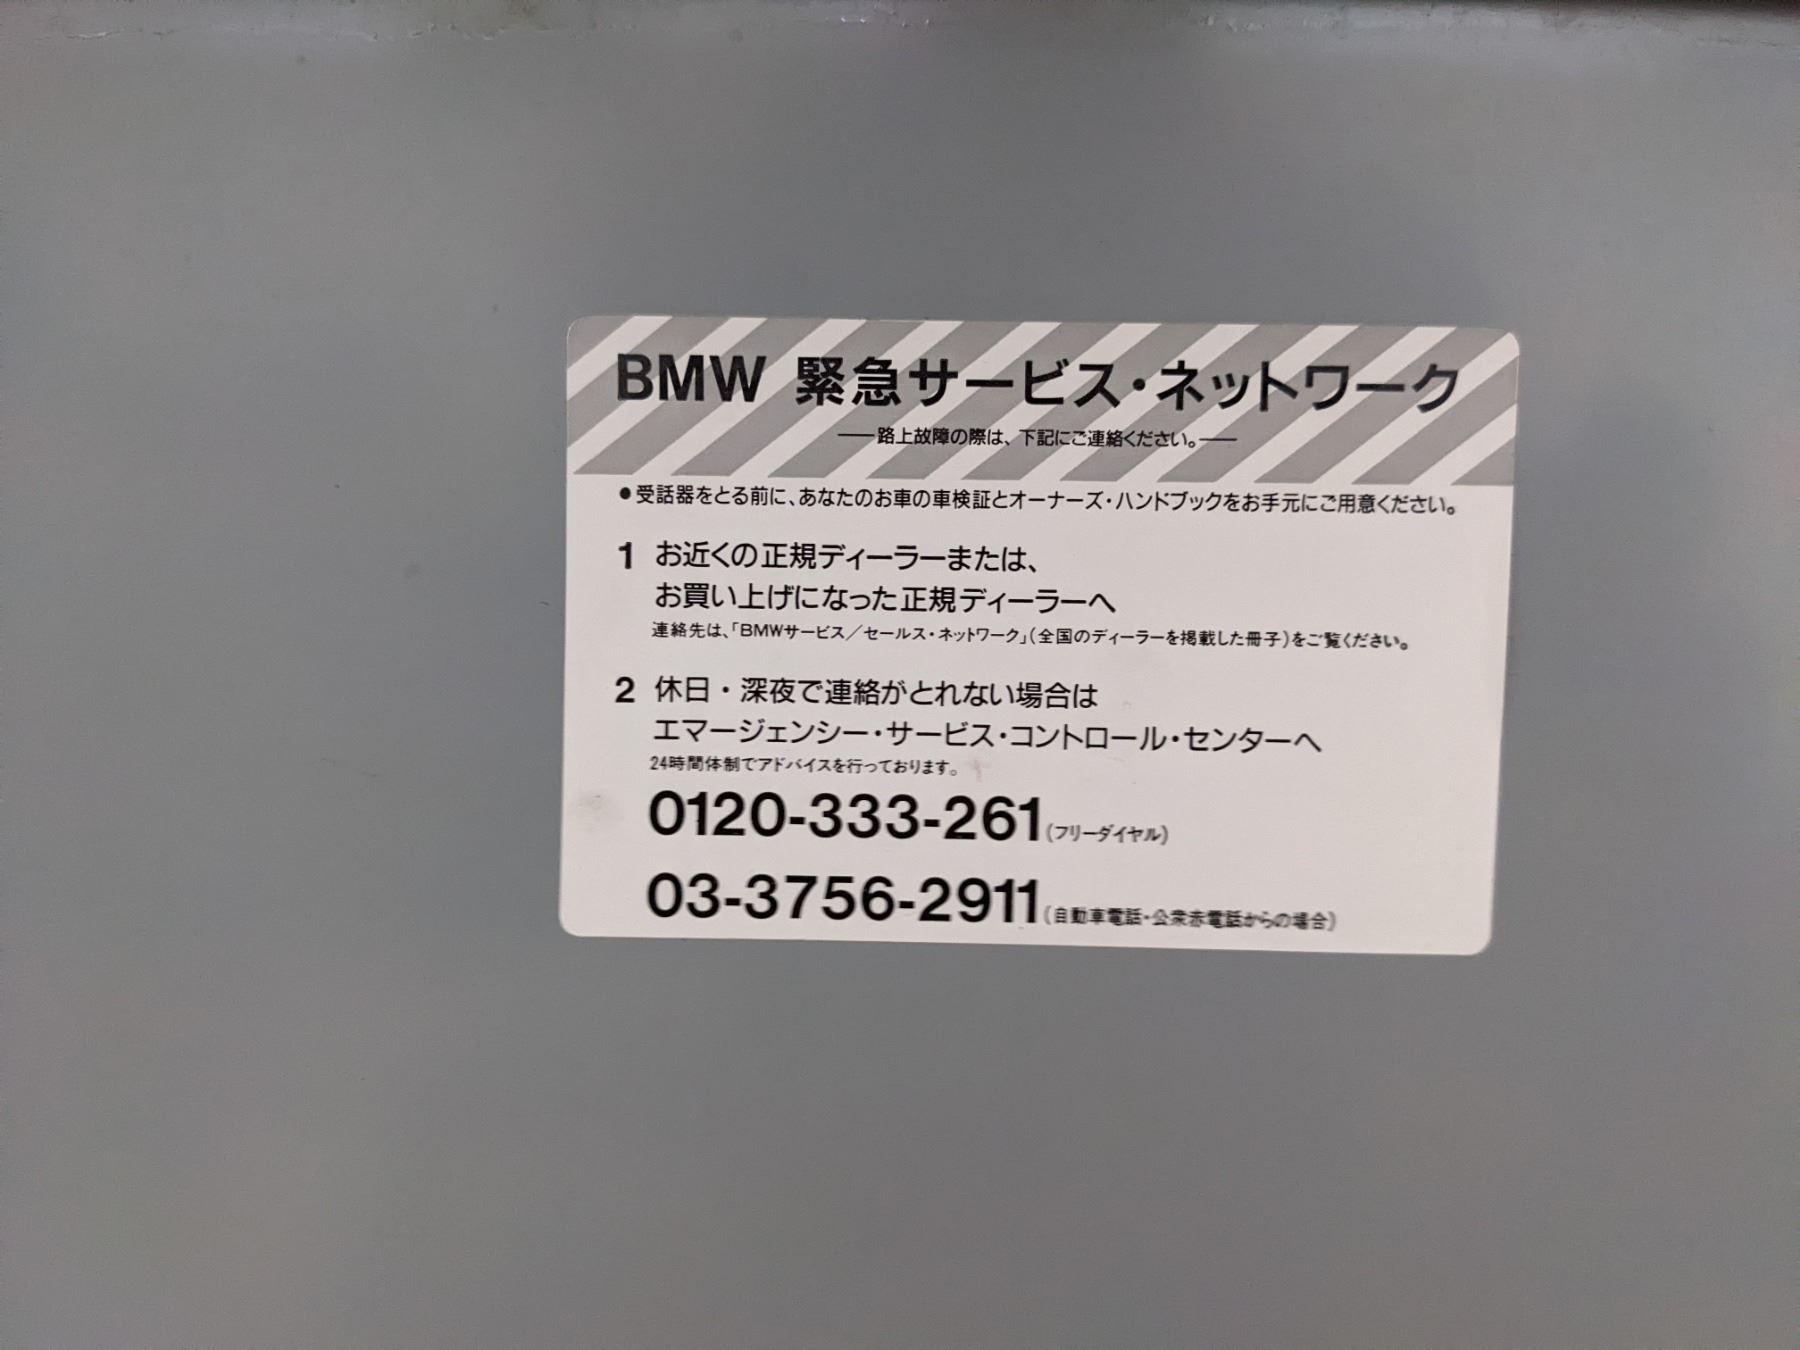 BMW 緊急サービス・ネットワーク
──路上故障の際は、下記にご連絡ください。──
●受話器をとる前に、あなたのお車の車検証とオーナーズ・ハンドブックをお手元にご用意ください。
1 お近くの正規ディーラーまたは、
お買い上げになった正規ディーラーへ
連絡先は、「BMWサービス／セールス・ネットワーク」（全国のディーラーを掲載した冊子）をご覧ください。
2 休日・深夜で連絡がとれない場合は
エマージェンシー・サービス・コントロール・センターへ
24時間体制でアドバイスを行っております。
0120-333-261（フリーダイヤル）
03-3756-2911（自動車電話・公衆赤電話からの場合）